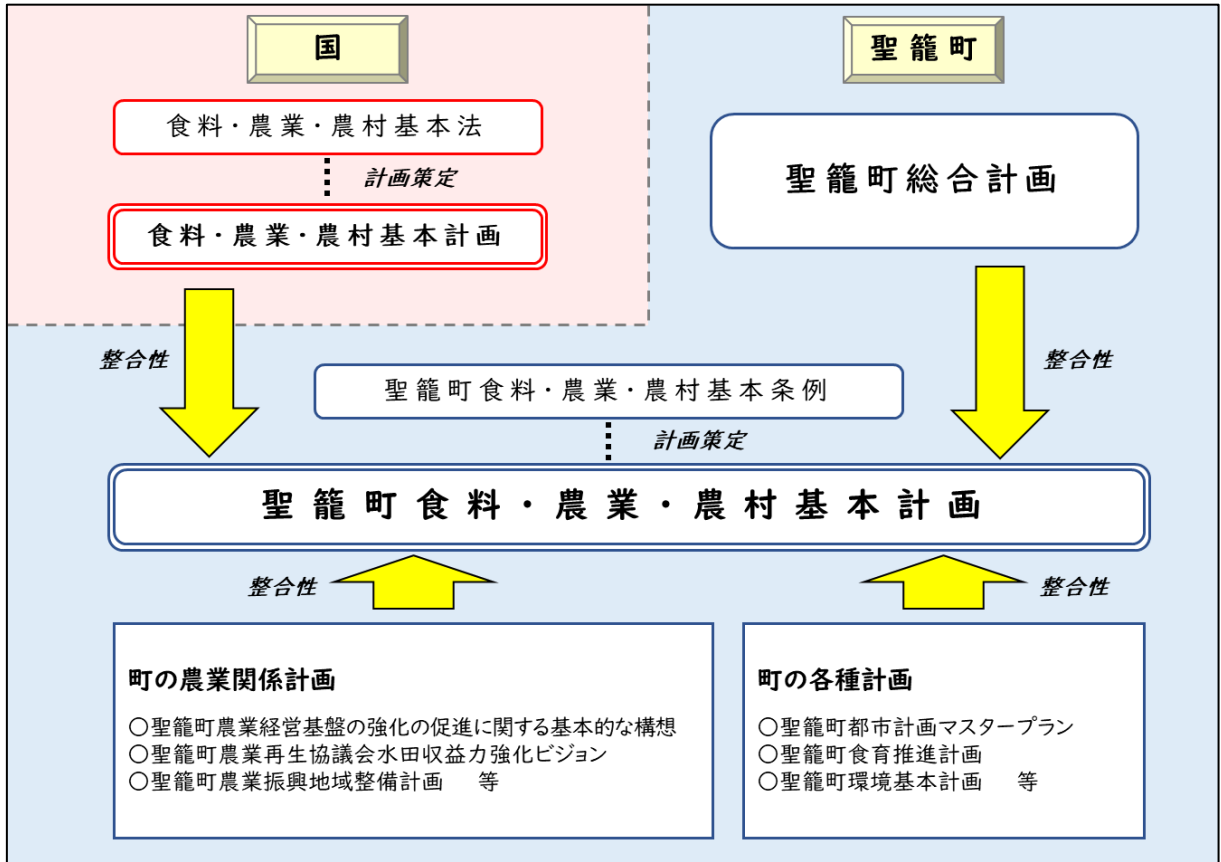 国
聖籠町
食料・農業・農村基本法
計画策定
食料・農業・農村基本計画
聖籠町総合計画
整合性
整合性
聖籠町食料・農業・農村基本条例
計画策定
聖籠町食料・農業・農村基本計画
整合性
整合性
町の農業関係計画
○聖籠町農業経営基盤の強化の促進に関する基本的な構想
○聖籠町農業再生協議会水田収益力強化ビジョン
○聖籠町農業振興地域整備計画 等
町の各種計画
○聖籠町都市計画マスタープラン
○聖籠町食育推進計画
○聖籠町環境基本計画 等